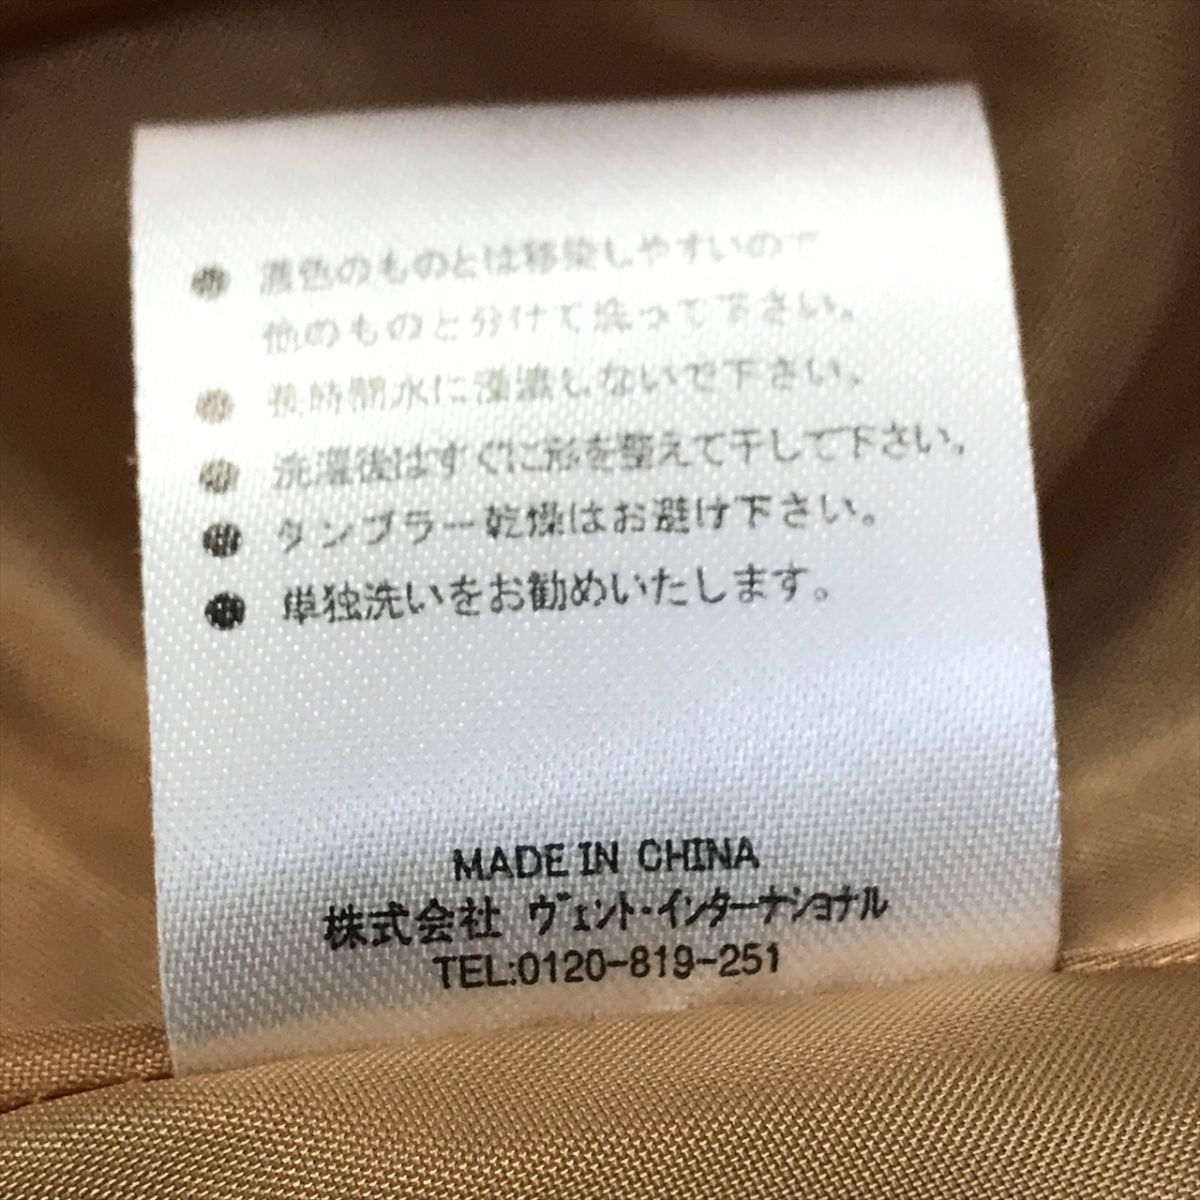 ●濃色のものとは移染しやすいので
他のものと分けて洗って下さい。
●長時間水に浸漬しないで下さい。
●洗濯後はすぐに形を整えて干して下さい。
●タンブラー乾燥はお避け下さい。
●単独洗いをお勧めいたします。
MADE IN CHINA
株式会社 ヴェント・インターナショナル
TEL:0120-819-251